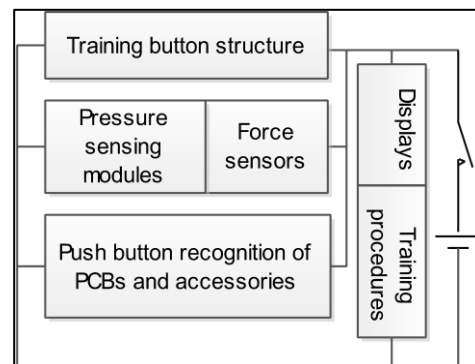 Training button structure
Pressure
sensing
modules
Force
sensors
Push button recognition of
PCBs and accessories
Displays
Training
procedures